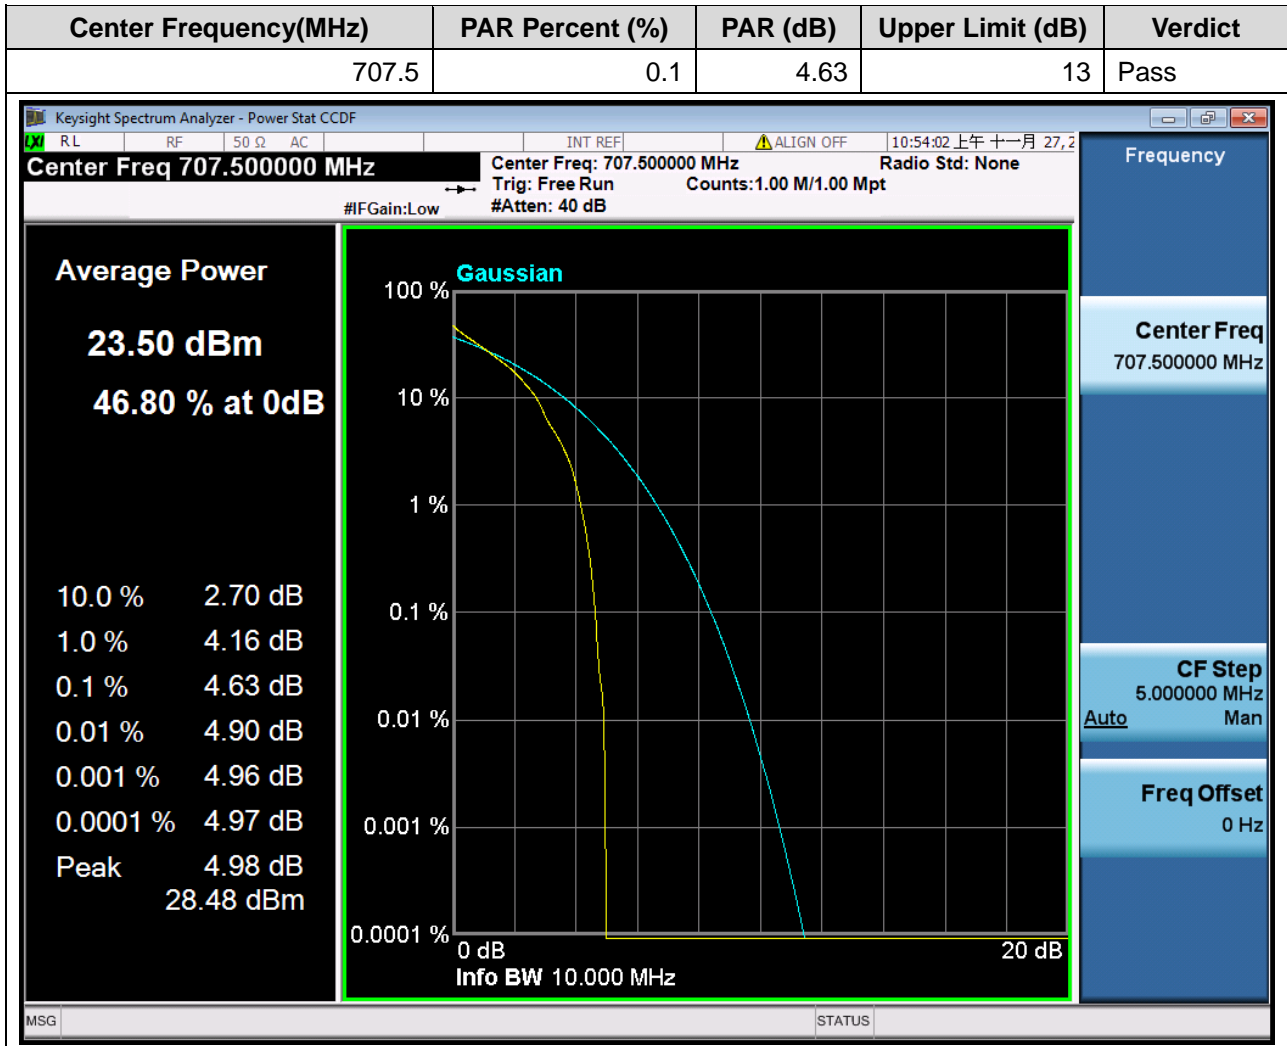 Center Frequency(MHz) PAR Percent (%) PAR (dB) Upper Limit (dB) Verdict
707.5 0.1 4.63 13 Pass
Keysight Spectrum Analyzer - Power Stat CCDF
LXI RL RF 50 Ω AC INT REF ALIGN OFF 10:54:02 上午 十一月 27, 2
Center Freq 707.500000 MHz
Center Freq: 707.500000 MHz Radio Std: None
Trig: Free Run Counts:1.00 M/1.00 Mpt
#IFGain:Low #Atten: 40 dB
Average Power
23.50 dBm
46.80 % at 0dB
10.0 % 2.70 dB
1.0 % 4.16 dB
0.1 % 4.63 dB
0.01 % 4.90 dB
0.001 % 4.96 dB
0.0001 % 4.97 dB
Peak 4.98 dB
28.48 dBm
Gaussian
100 %
10 %
1 %
0.1 %
0.01 %
0.001 %
0.0001 %
0 dB 20 dB
Info BW 10.000 MHz
Frequency
Center Freq
707.500000 MHz
CF Step
5.000000 MHz
Auto Man
Freq Offset
0 Hz
MSG STATUS